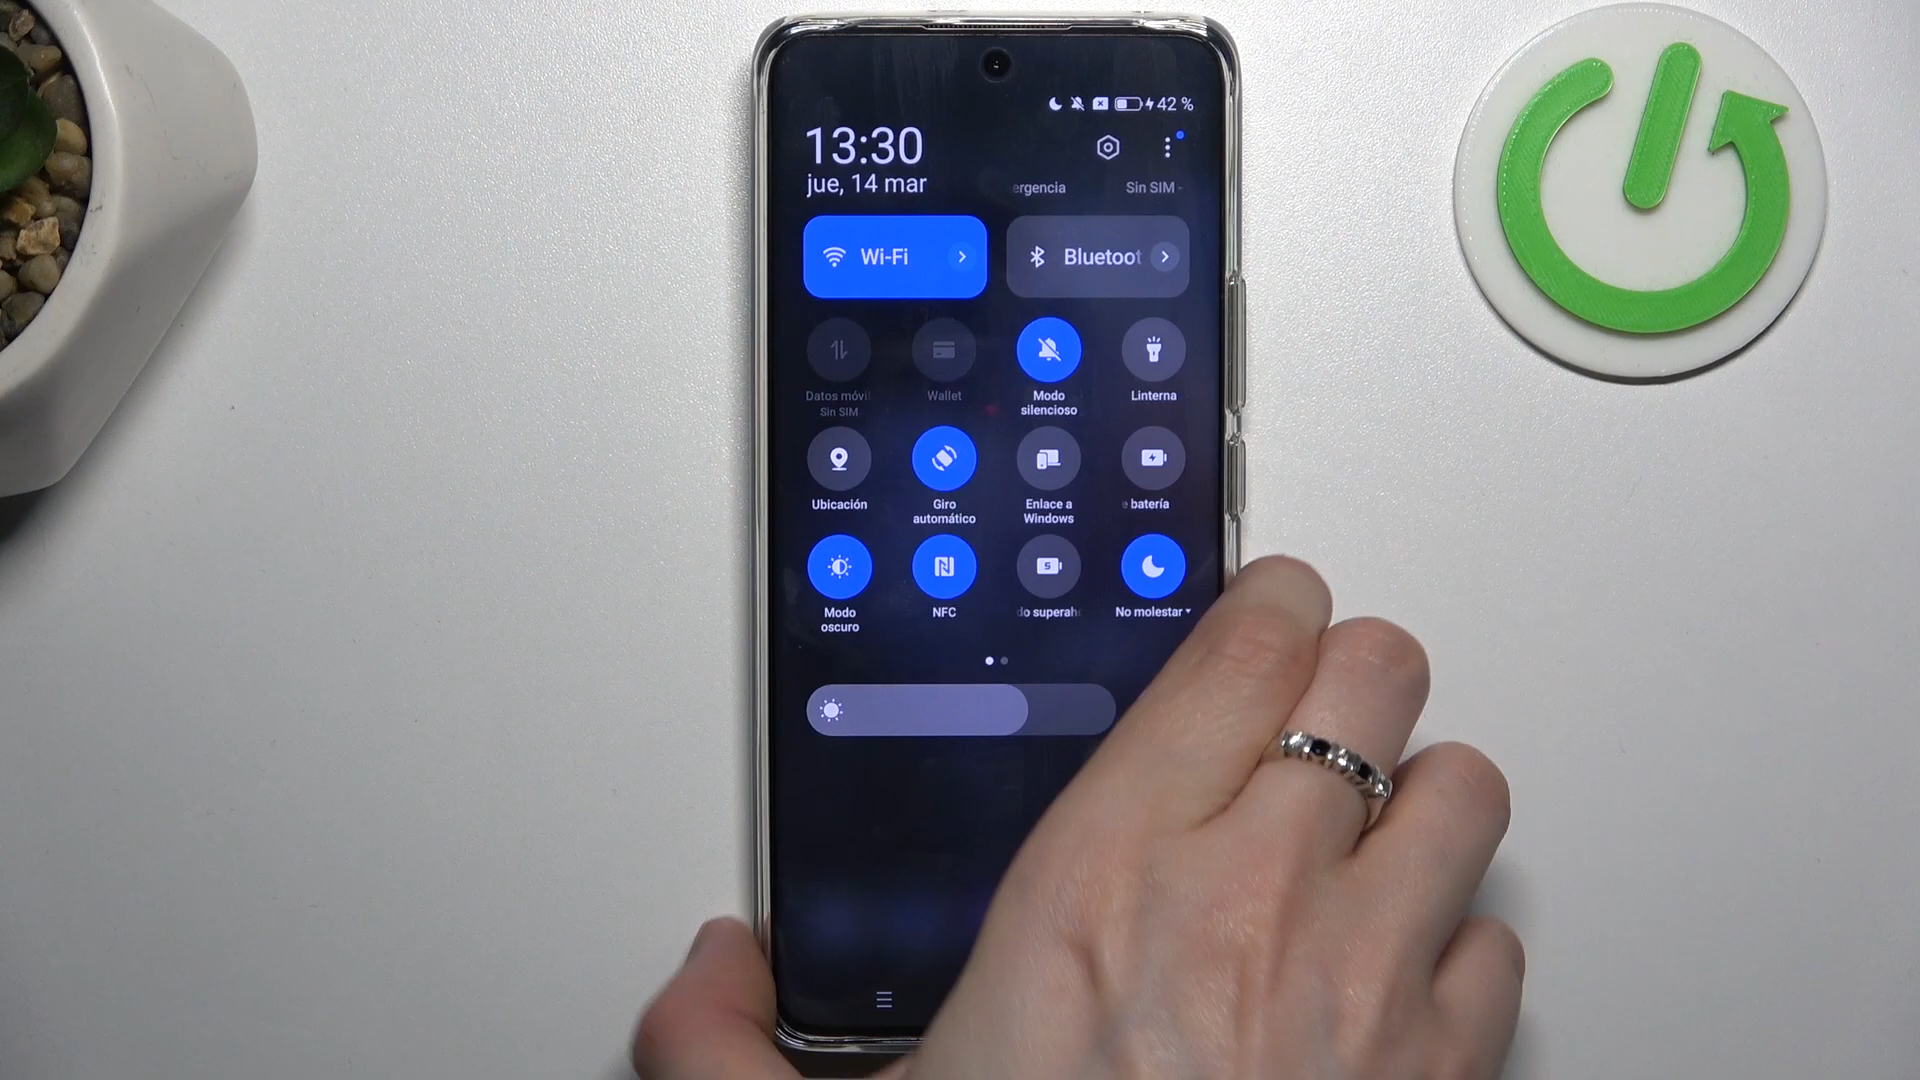 42 %
13:30
jue, 14 mar
ergencia
Sin SIM -
Wi-Fi
Bluetoot
Datos móvil
Sin SIM
Wallet
Modo
silencioso
Linterna
Ubicación
Giro
automático
Enlace a
Windows
batería
Modo
oscuro
NFC
do superah
No molestar